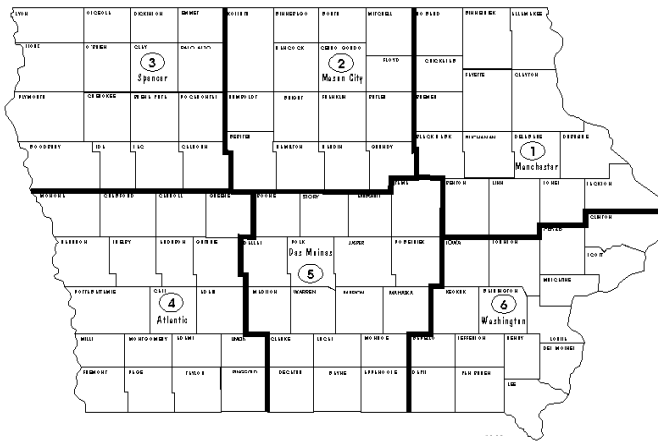 LYON OSCEOLA DICKINSON EMMET KOSSUTH WINNEBAGO WORTH MITCHELL HOWARD WINNESHIEK ALLAMAKEE
SIOUX O'BRIEN CLAY PALO ALTO HANCOCK CERRO GORDO FLOYD CHICKASAW
3 Spencer
2 Mason City
FAYETTE CLAYTON
PLYMOUTH CHEROKEE BUENA VISTA POCAHONTAS HUMBOLDT WRIGHT FRANKLIN BUTLER BREMER
WEBSTER BLACK HAWK BUCHANAN DELAWARE DUBUQUE
WOODBURY IDA SAC CALHOUN HAMILTON HARDIN GRUNDY
1 Manchester
TAMA BENTON LINN JONES JACKSON
MONONA CRAWFORD CARROLL GREENE BOONE STORY MARSHALL
CLINTON
HARRISON SHELBY AUDUBON GUTHRIE DALLAS POLK JASPER POWESHIEK IOWA JOHNSON
Des Moines
5
SCOTT
MUSCATINE
POTTAWATTAMIE CASS ADAIR MADISON WARREN MARION MAHASKA KEOKUK WASHINGTON
4 Atlantic
6 Washington
MILLS MONTGOMERY ADAMS UNION CLARKE LUCAS MONROE WAPELLO JEFFERSON HENRY LOUISA
DES MOINES
FREMONT PAGE TAYLOR RINGGOLD DECATUR WAYNE APPANOOSE DAVIS VAN BUREN
LEE